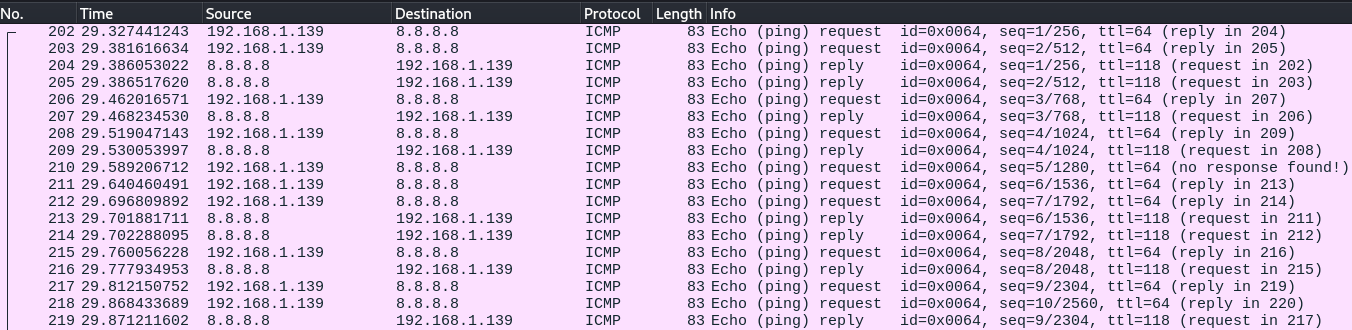 No. Time Source Destination Protocol Length Info
202 29.327441243 192.168.1.139 8.8.8.8 ICMP 83 Echo (ping) request id=0x0064, seq=1/256, ttl=64 (reply in 204)
203 29.381616634 192.168.1.139 8.8.8.8 ICMP 83 Echo (ping) request id=0x0064, seq=2/512, ttl=64 (reply in 205)
204 29.386053022 8.8.8.8 192.168.1.139 ICMP 83 Echo (ping) reply id=0x0064, seq=1/256, ttl=118 (request in 202)
205 29.386517620 8.8.8.8 192.168.1.139 ICMP 83 Echo (ping) reply id=0x0064, seq=2/512, ttl=118 (request in 203)
206 29.462016571 192.168.1.139 8.8.8.8 ICMP 83 Echo (ping) request id=0x0064, seq=3/768, ttl=64 (reply in 207)
207 29.468234530 8.8.8.8 192.168.1.139 ICMP 83 Echo (ping) reply id=0x0064, seq=3/768, ttl=118 (request in 206)
208 29.519047143 192.168.1.139 8.8.8.8 ICMP 83 Echo (ping) request id=0x0064, seq=4/1024, ttl=64 (reply in 209)
209 29.530053997 8.8.8.8 192.168.1.139 ICMP 83 Echo (ping) reply id=0x0064, seq=4/1024, ttl=118 (request in 208)
210 29.589206712 192.168.1.139 8.8.8.8 ICMP 83 Echo (ping) request id=0x0064, seq=5/1280, ttl=64 (no response found!)
211 29.640460491 192.168.1.139 8.8.8.8 ICMP 83 Echo (ping) request id=0x0064, seq=6/1536, ttl=64 (reply in 213)
212 29.696809892 192.168.1.139 8.8.8.8 ICMP 83 Echo (ping) request id=0x0064, seq=7/1792, ttl=64 (reply in 214)
213 29.701881711 8.8.8.8 192.168.1.139 ICMP 83 Echo (ping) reply id=0x0064, seq=6/1536, ttl=118 (request in 211)
214 29.702288095 8.8.8.8 192.168.1.139 ICMP 83 Echo (ping) reply id=0x0064, seq=7/1792, ttl=118 (request in 212)
215 29.760056228 192.168.1.139 8.8.8.8 ICMP 83 Echo (ping) request id=0x0064, seq=8/2048, ttl=64 (reply in 216)
216 29.777934953 8.8.8.8 192.168.1.139 ICMP 83 Echo (ping) reply id=0x0064, seq=8/2048, ttl=118 (request in 215)
217 29.812150752 192.168.1.139 8.8.8.8 ICMP 83 Echo (ping) request id=0x0064, seq=9/2304, ttl=64 (reply in 219)
218 29.868433689 192.168.1.139 8.8.8.8 ICMP 83 Echo (ping) request id=0x0064, seq=10/2560, ttl=64 (reply in 220)
219 29.871211602 8.8.8.8 192.168.1.139 ICMP 83 Echo (ping) reply id=0x0064, seq=9/2304, ttl=118 (request in 217)